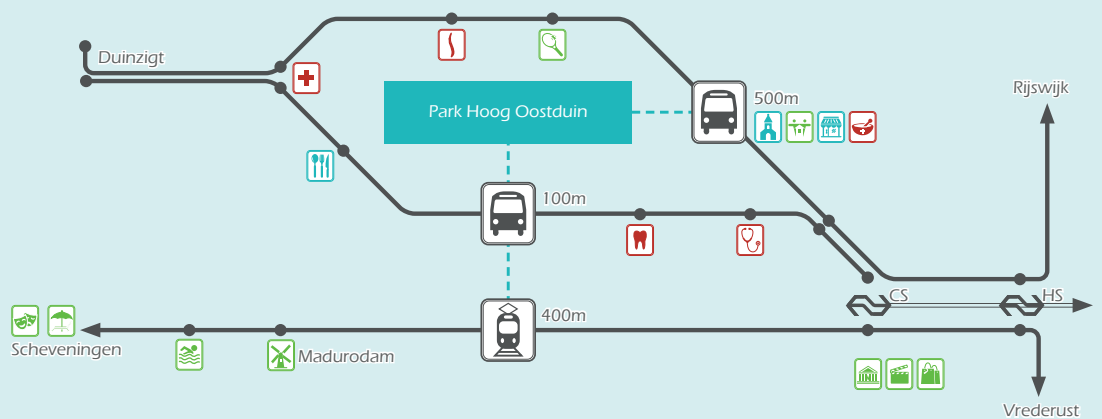 Duinzigt
Park Hoog Oostduin
500m
Rijswijk
100m
CS
HS
400m
Scheveningen
Madurodam
Vrederust